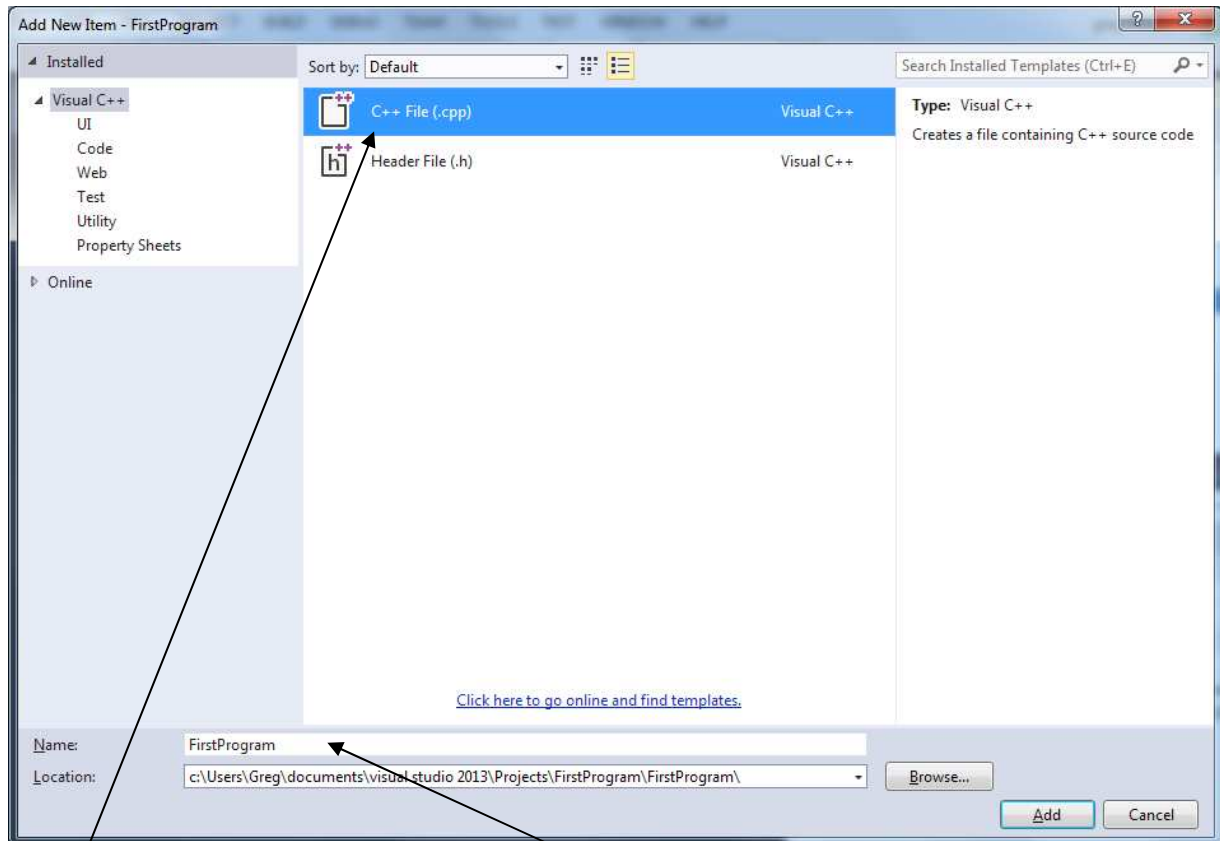 Add New Item - FirstProgram
Installed
Sort by: Default
Search Installed Templates (Ctrl+E)
Visual C++
UI
Code
Web
Test
Utility
Property Sheets
Online
C++ File (.cpp) Visual C++
Header File (.h) Visual C++
Type: Visual C++
Creates a file containing C++ source code
Click here to go online and find templates.
Name: FirstProgram
Location: c:\Users\Greg\documents\visual studio 2013\Projects\FirstProgram\FirstProgram\
Browse...
Add Cancel